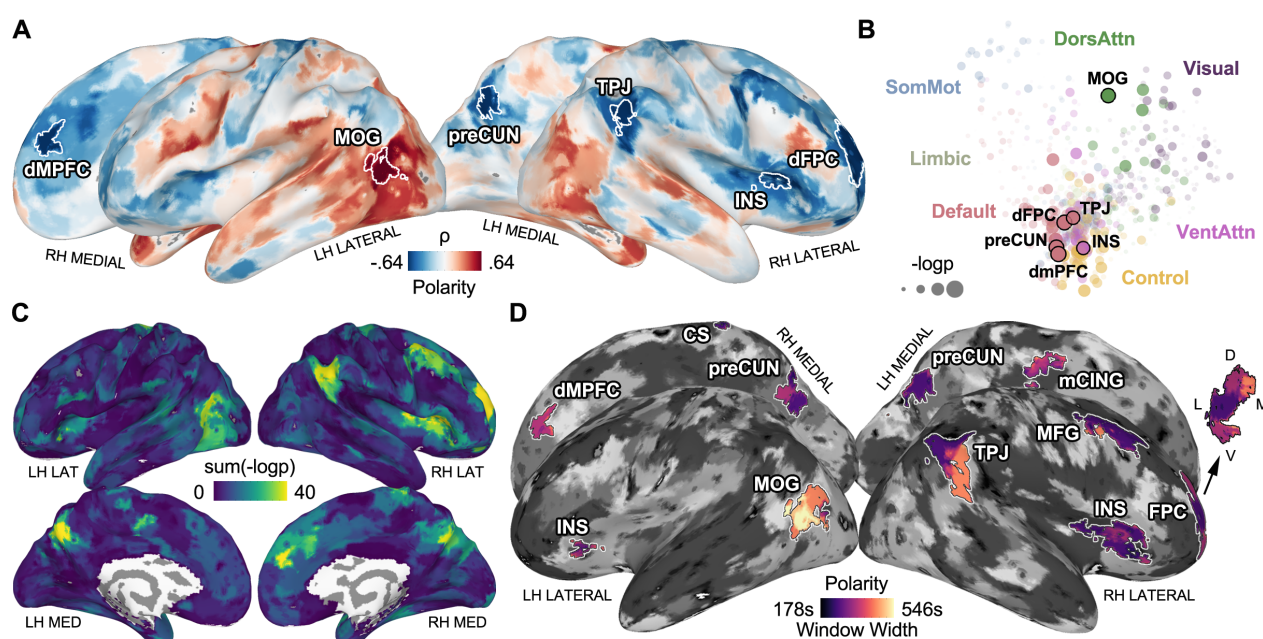 A
dMPFC
RH MEDIAL
MOG
LH LATERAL
preCUN
LH MEDIAL
TPJ
dFPC
INS
RH LATERAL
ρ
-.64 .64
Polarity
B
DorsAttn
MOG
Visual
SomMot
Limbic
Default
dFPC TPJ
preCUN INS
dmPFC
VentAttn
Control
-logp
C
LH LAT
RH LAT
sum(-logp)
0 40
LH MED
RH MED
D
CS
RH MEDIAL
preCUN
dMPFC
MOG
INS
LH LATERAL
LH MEDIAL
preCUN
mCING
MFG
TPJ
INS
FPC
RH LATERAL
D
L M
V
Polarity
178s 546s
Window Width